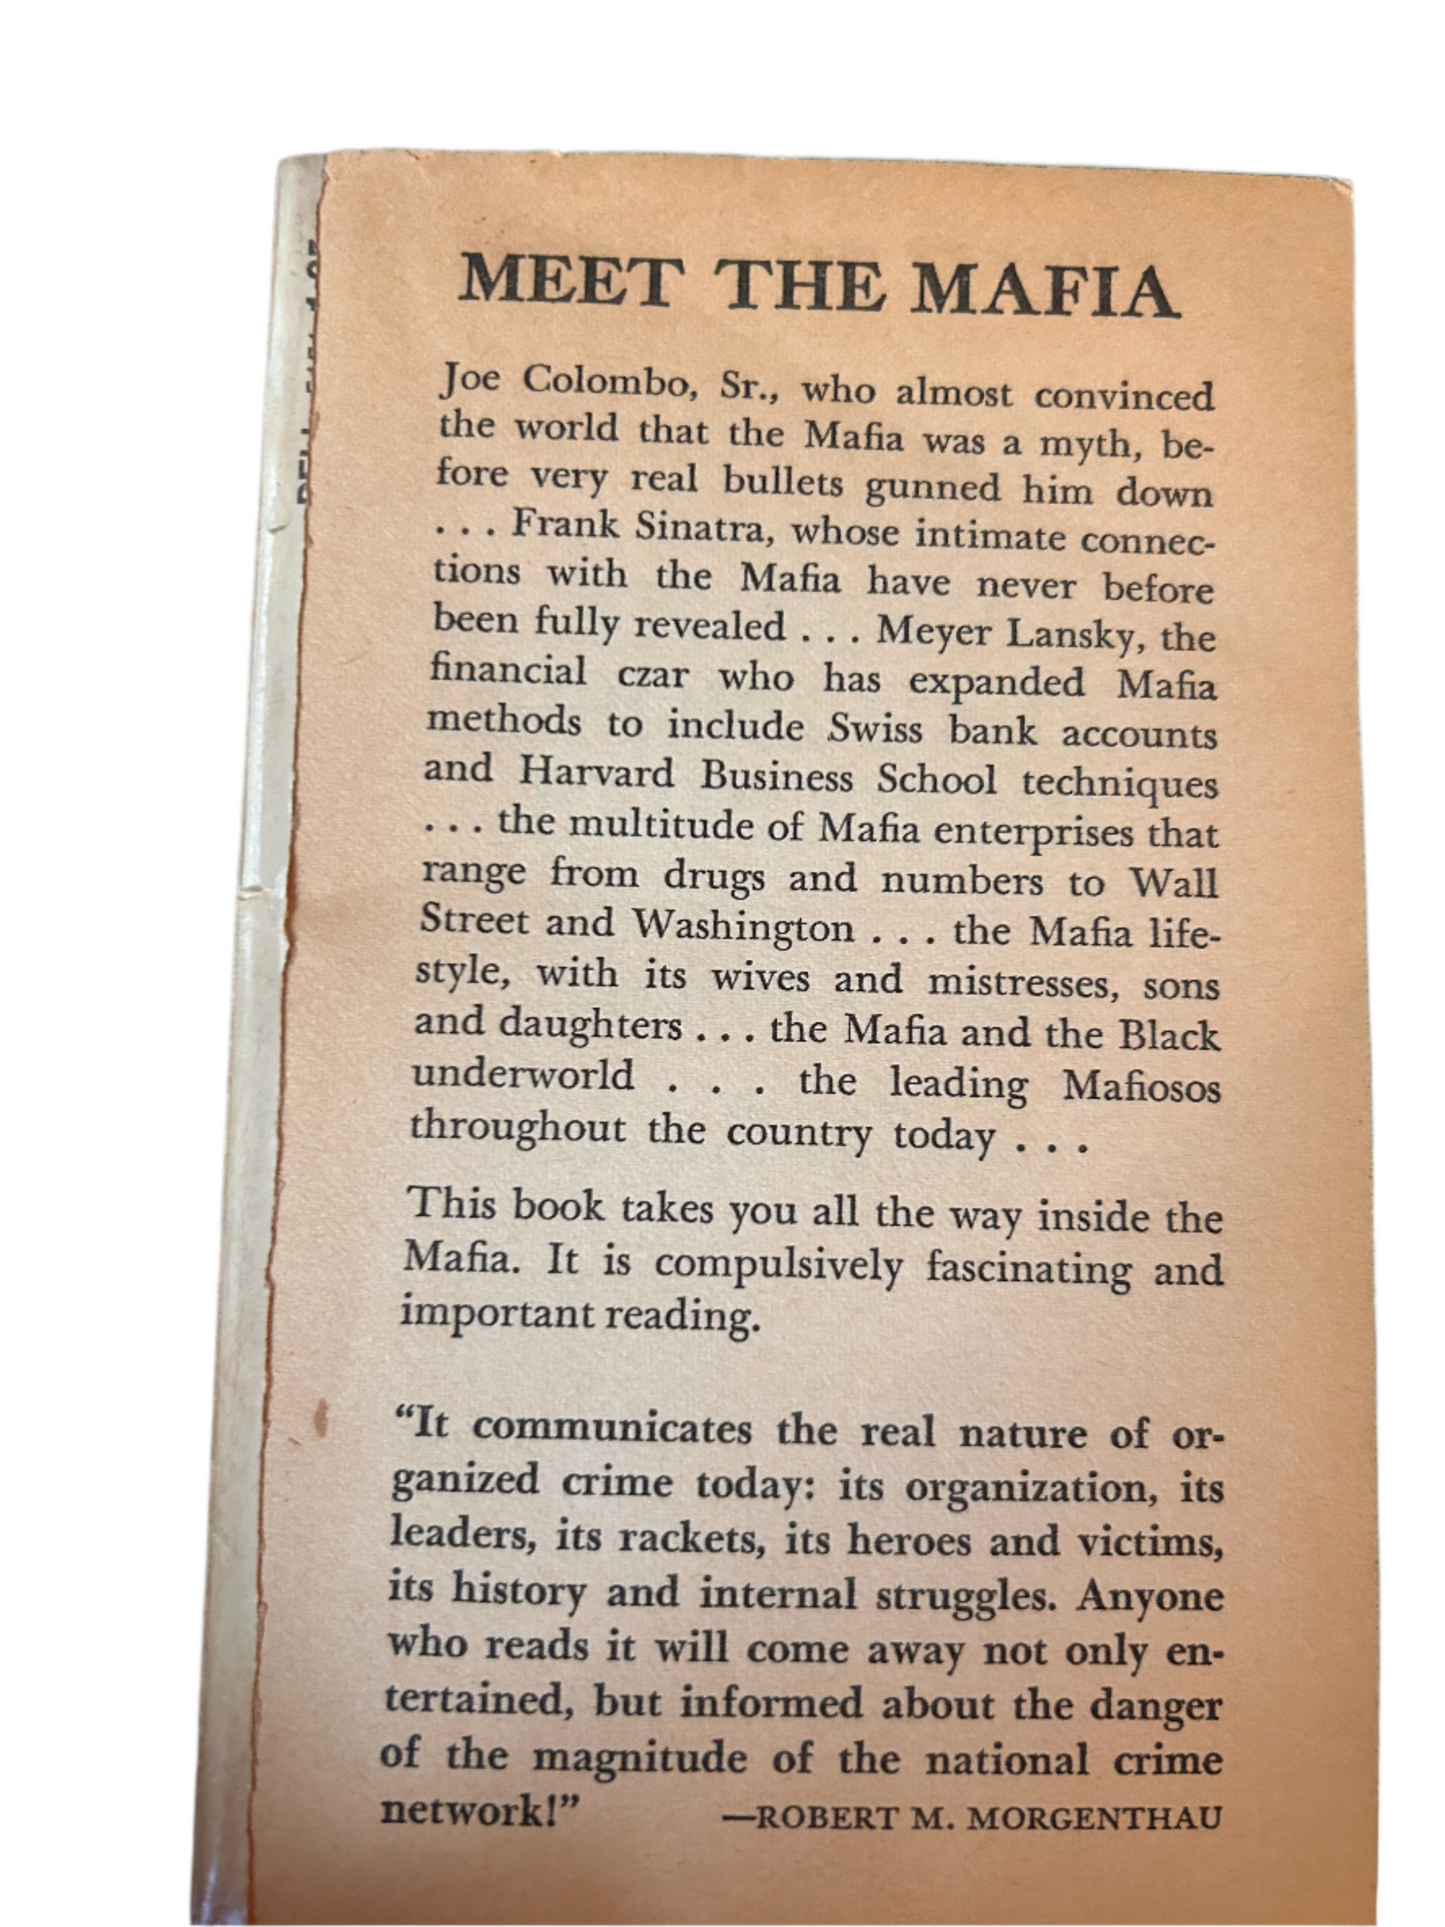 MEET THE MAFIA
Joe Colombo, Sr., who almost convinced
the world that the Mafia was a myth, be-
fore very real bullets gunned him down
. . . Frank Sinatra, whose intimate connec-
tions with the Mafia have never before
been fully revealed . . . Meyer Lansky, the
financial czar who has expanded Mafia
methods to include Swiss bank accounts
and Harvard Business School techniques
. . . the multitude of Mafia enterprises that
range from drugs and numbers to Wall
Street and Washington . . . the Mafia life-
style, with its wives and mistresses, sons
and daughters . . . the Mafia and the Black
underworld . . . the leading Mafiosos
throughout the country today . . .
This book takes you all the way inside the
Mafia. It is compulsively fascinating and
important reading.
“It communicates the real nature of or-
ganized crime today: its organization, its
leaders, its rackets, its heroes and victims,
its history and internal struggles. Anyone
who reads it will come away not only en-
tertained, but informed about the danger
of the magnitude of the national crime
network!” —ROBERT M. MORGENTHAU